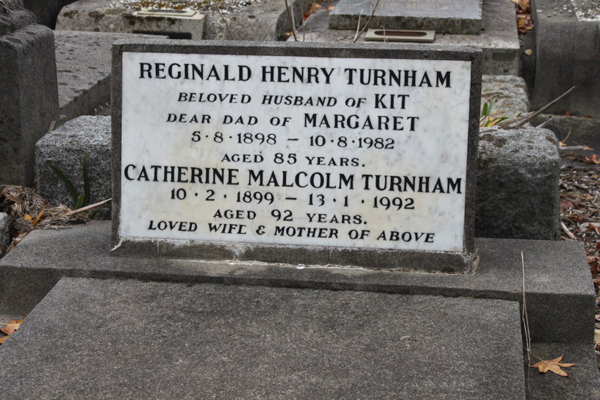 REGINALD HENRY TURNHAM
BELOVED HUSBAND OF KIT
DEAR DAD OF MARGARET
5 · 8 · 1898 – 10 · 8 · 1982
AGED 85 YEARS.
CATHERINE MALCOLM TURNHAM
10 · 2 · 1899 – 13 · 1 · 1992
AGED 92 YEARS.
LOVED WIFE & MOTHER OF ABOVE